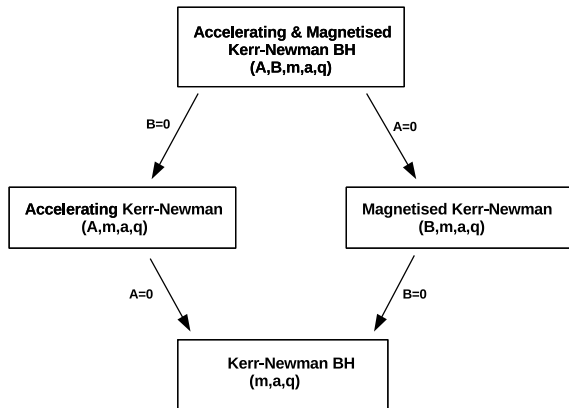 Accelerating & Magnetised
Kerr-Newman BH
(A,B,m,a,q)
B=0
A=0
Accelerating Kerr-Newman
(A,m,a,q)
Magnetised Kerr-Newman
(B,m,a,q)
A=0
B=0
Kerr-Newman BH
(m,a,q)